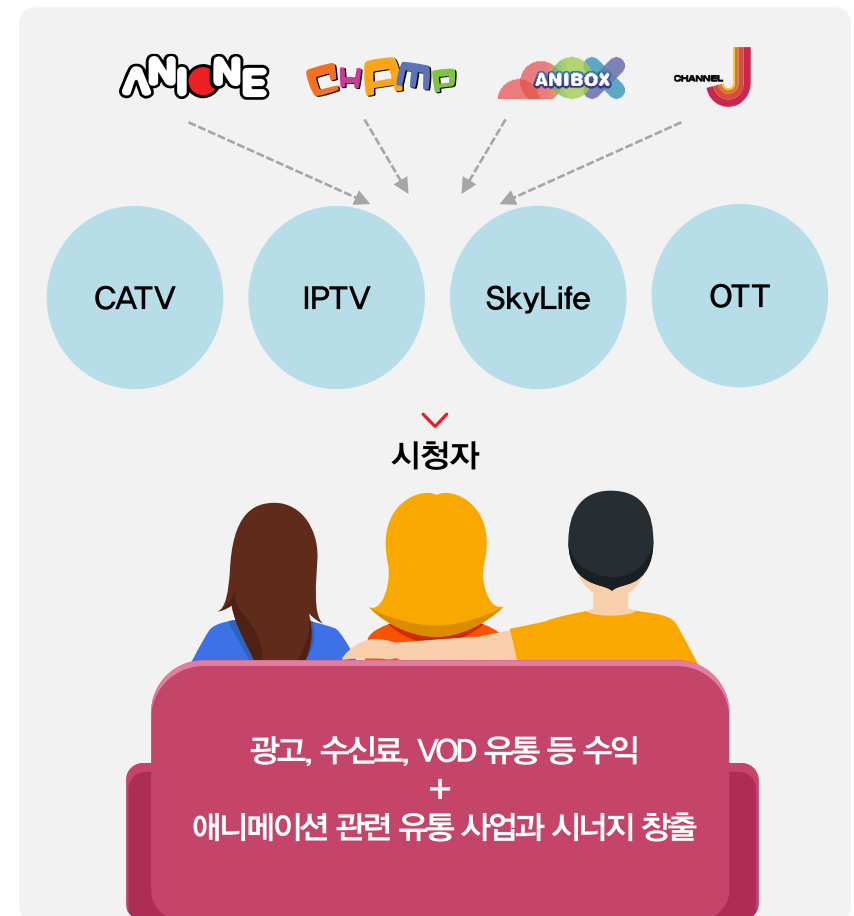 ANIONE
CHAMP
ANIBOX
CHANNEL J
CATV
IPTV
SkyLife
OTT
시청자
광고, 수신료, VOD 유통 등 수익
+
애니메이션 관련 유통 사업과 시너지 창출